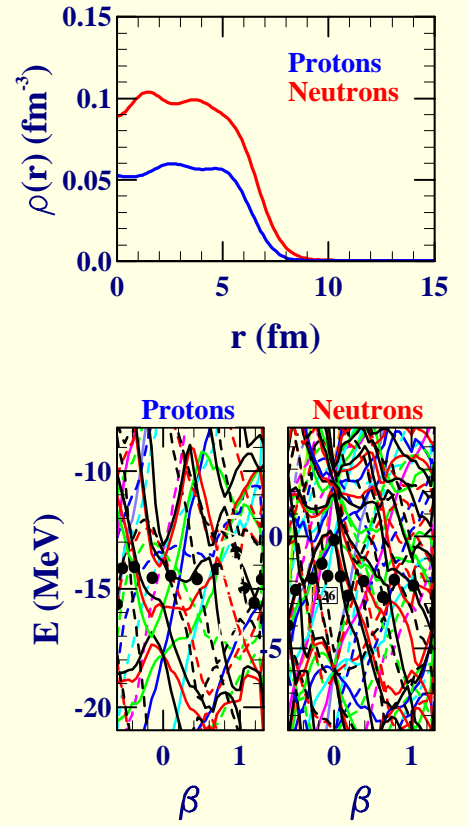 0.15
Protons
Neutrons
0.1
0.05
0.0
ρ(r) (fm⁻³)
0 5 10 15
r (fm)
Protons Neutrons
-10
-15
-20
E (MeV)
0
-5
126
0 1 0 1
β β